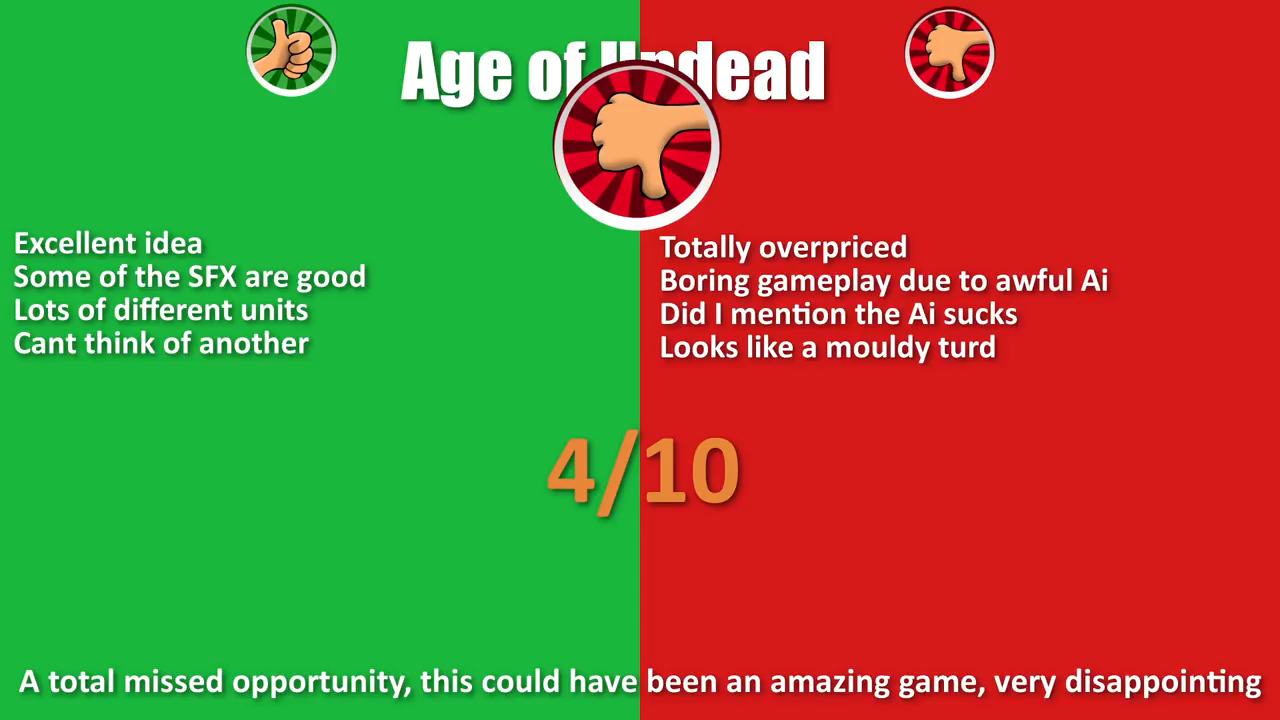 Age of Undead
Excellent idea
Some of the SFX are good
Lots of different units
Cant think of another
Totally overpriced
Boring gameplay due to awful Ai
Did I mention the Ai sucks
Looks like a mouldy turd
4/10
A total missed opportunity, this could have been an amazing game, very disappointing